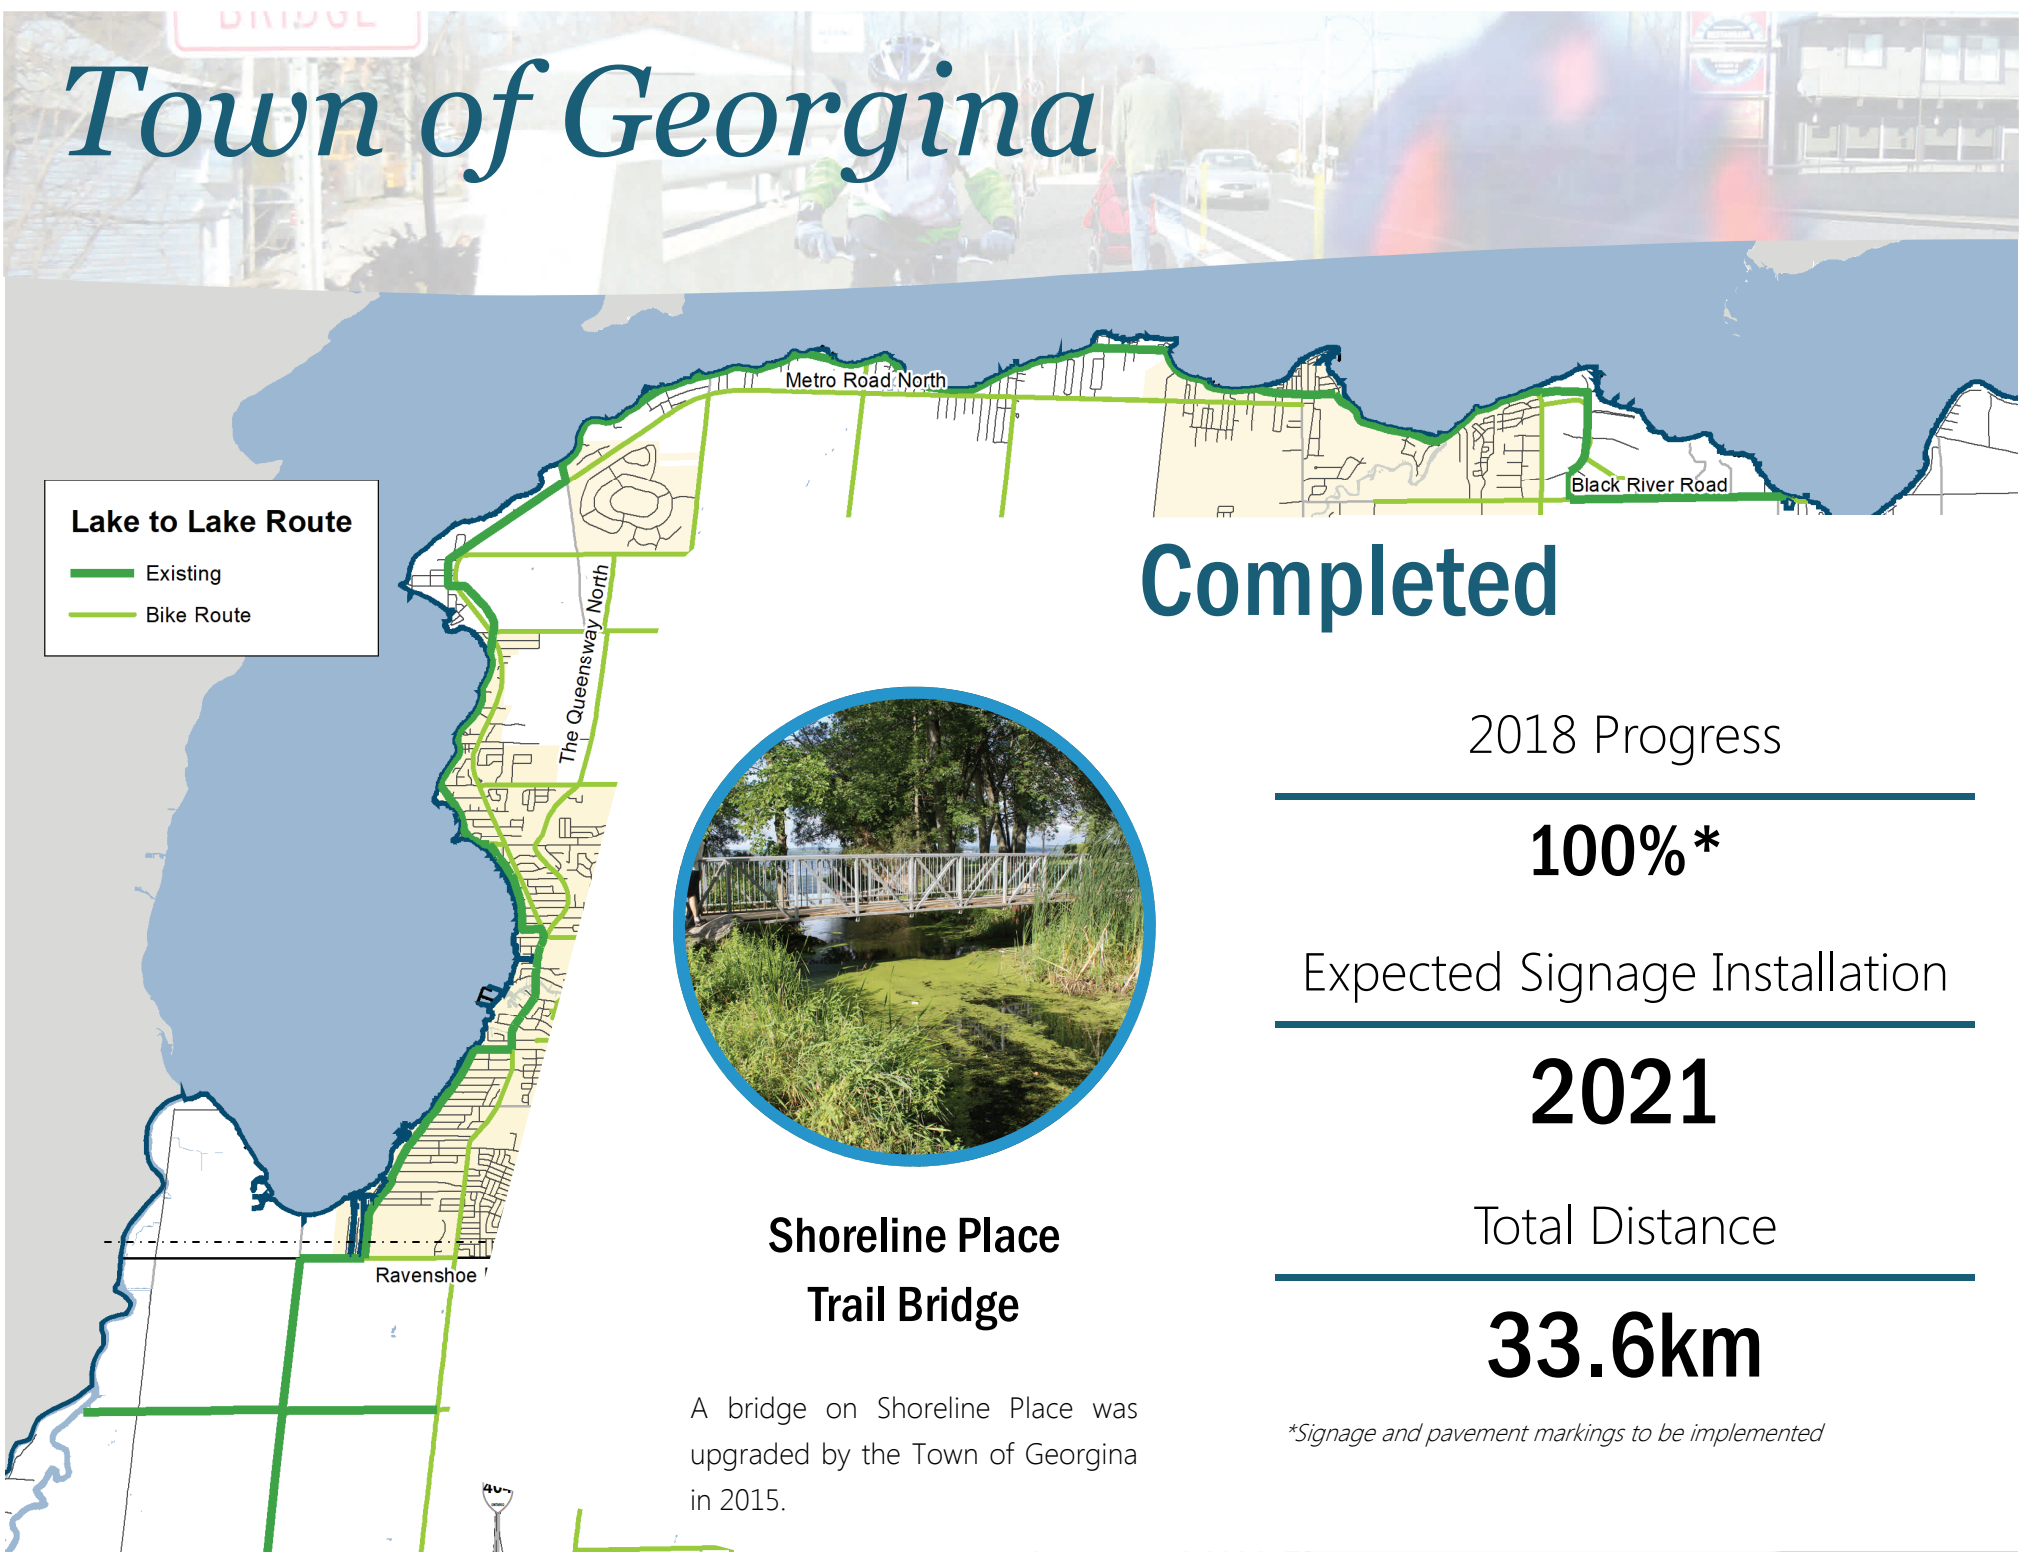 BRIDGE
Town of Georgina
Metro Road North
Black River Road
Lake to Lake Route
Existing
Bike Route
The Queensway North
Completed
2018 Progress
100%*
Expected Signage Installation
2021
Total Distance
33.6km
*Signage and pavement markings to be implemented
Shoreline Place
Trail Bridge
A bridge on Shoreline Place was
upgraded by the Town of Georgina
in 2015.
Ravenshoe
404